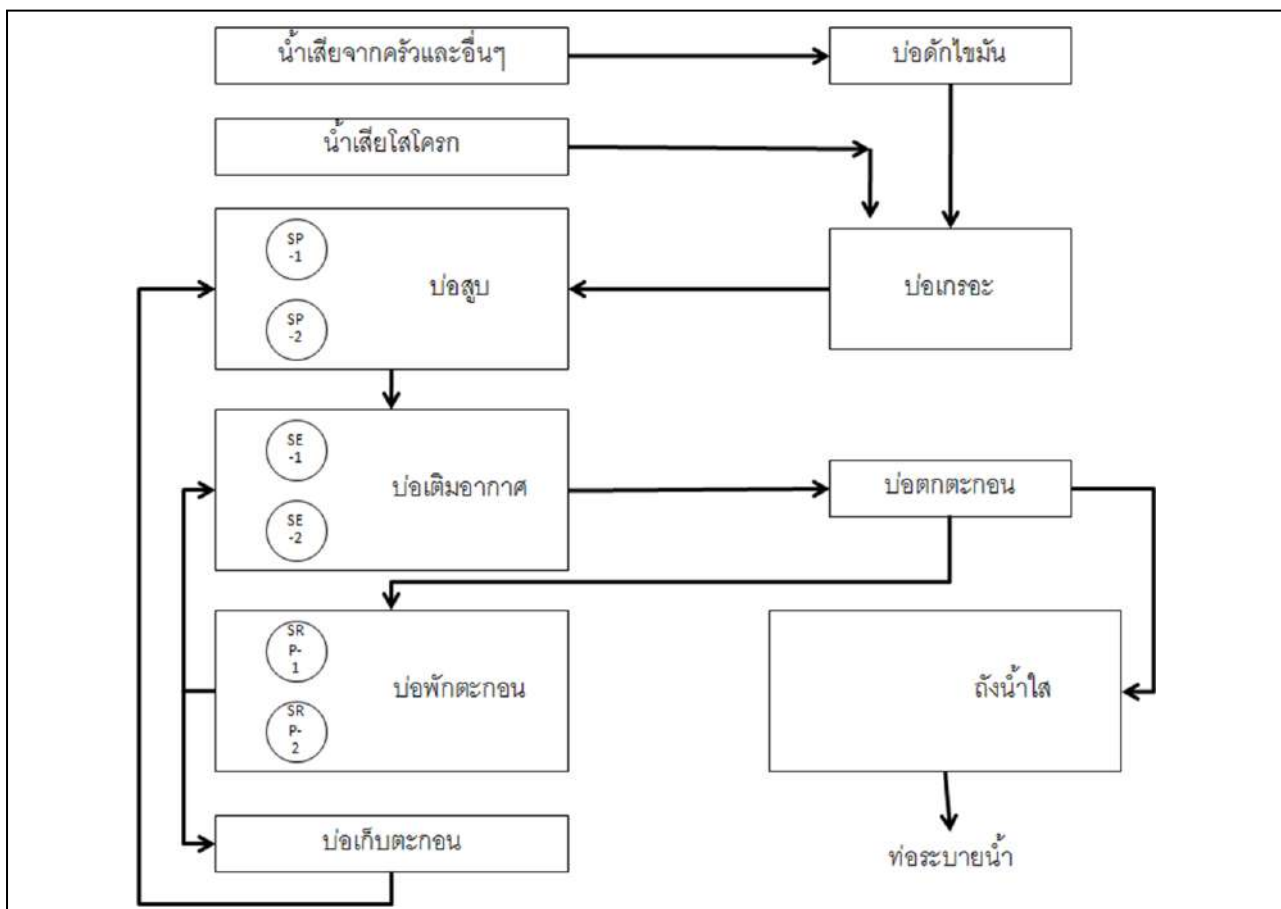 น้ำเสียจากครัวและอื่นๆ
บ่อดักไขมัน
น้ำเสียโสโครก
SP
-1
บ่อสูบ
SP
-2
บ่อเกรอะ
SE
-1
บ่อเติมอากาศ
SE
-2
บ่อตกตะกอน
SR
P-
1
บ่อพักตะกอน
SR
P-
2
ถังน้ำใส
บ่อเก็บตะกอน
ท่อระบายน้ำ